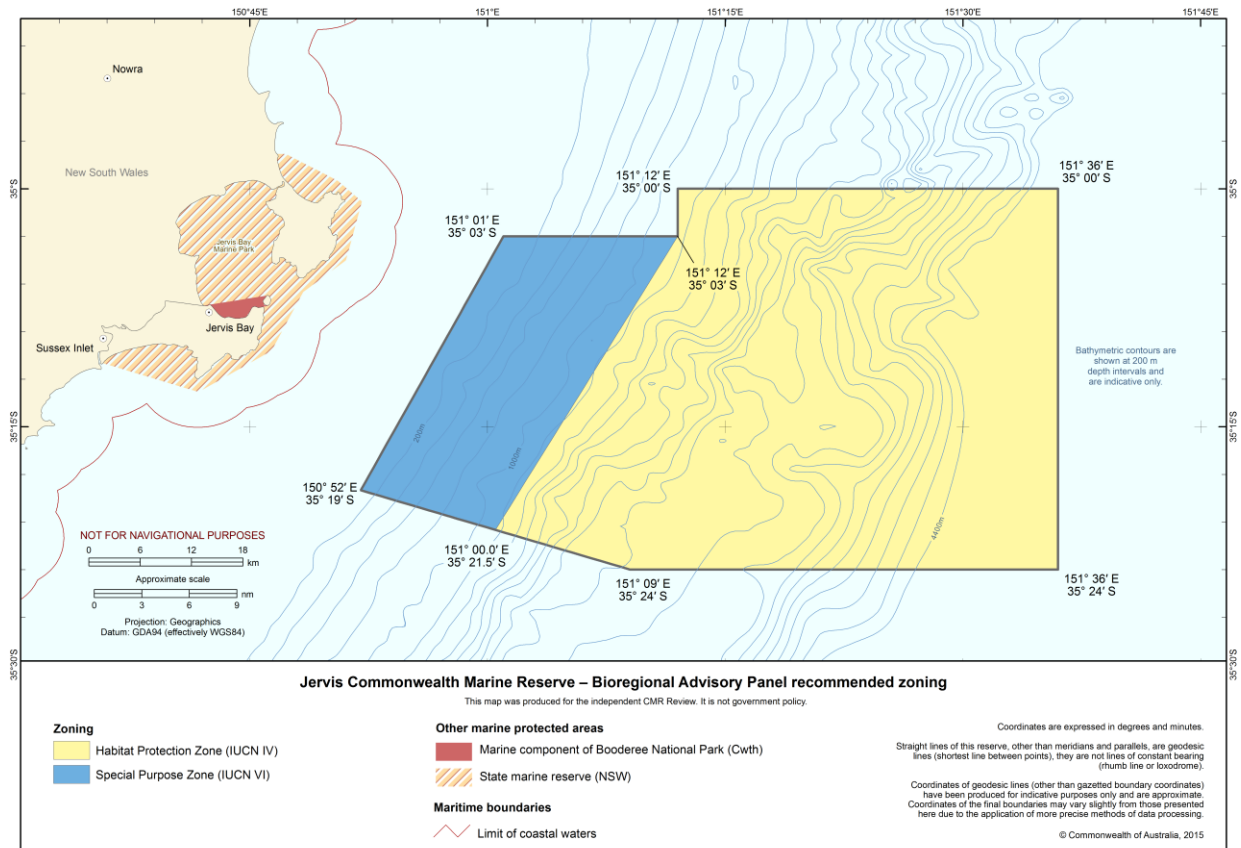 150°45'E
151°E
151°15'E
151°30'E
151°45'E
Nowra
New South Wales
35°S
35°S
151° 12' E
35° 00' S
151° 36' E
35° 00' S
151° 01' E
35° 03' S
Jervis Bay
Marine Park
151° 12' E
35° 03' S
Jervis Bay
Sussex Inlet
Bathymetric contours are
shown at 200 m
depth intervals and
are indicative only.
35°15'S
35°15'S
200m
1000m
150° 52' E
35° 19' S
4400m
NOT FOR NAVIGATIONAL PURPOSES
0 6 12 18
km
Approximate scale
0 3 6 9
nm
Projection: Geographics
Datum: GDA94 (effectively WGS84)
151° 00.0' E
35° 21.5' S
151° 09' E
35° 24' S
151° 36' E
35° 24' S
35°30'S
35°30'S
Jervis Commonwealth Marine Reserve – Bioregional Advisory Panel recommended zoning
This map was produced for the independent CMR Review. It is not government policy.
Zoning
Habitat Protection Zone (IUCN IV)
Special Purpose Zone (IUCN VI)
Other marine protected areas
Marine component of Booderee National Park (Cwth)
State marine reserve (NSW)
Maritime boundaries
Limit of coastal waters
Coordinates are expressed in degrees and minutes.
Straight lines of this reserve, other than meridians and parallels, are geodesic
lines (shortest line between points), they are not lines of constant bearing
(rhumb line or loxodrome).
Coordinates of geodesic lines (other than gazetted boundary coordinates)
have been produced for indicative purposes only and are approximate.
Coordinates of the final boundaries may vary slightly from those presented
here due to the application of more precise methods of data processing.
© Commonwealth of Australia, 2015